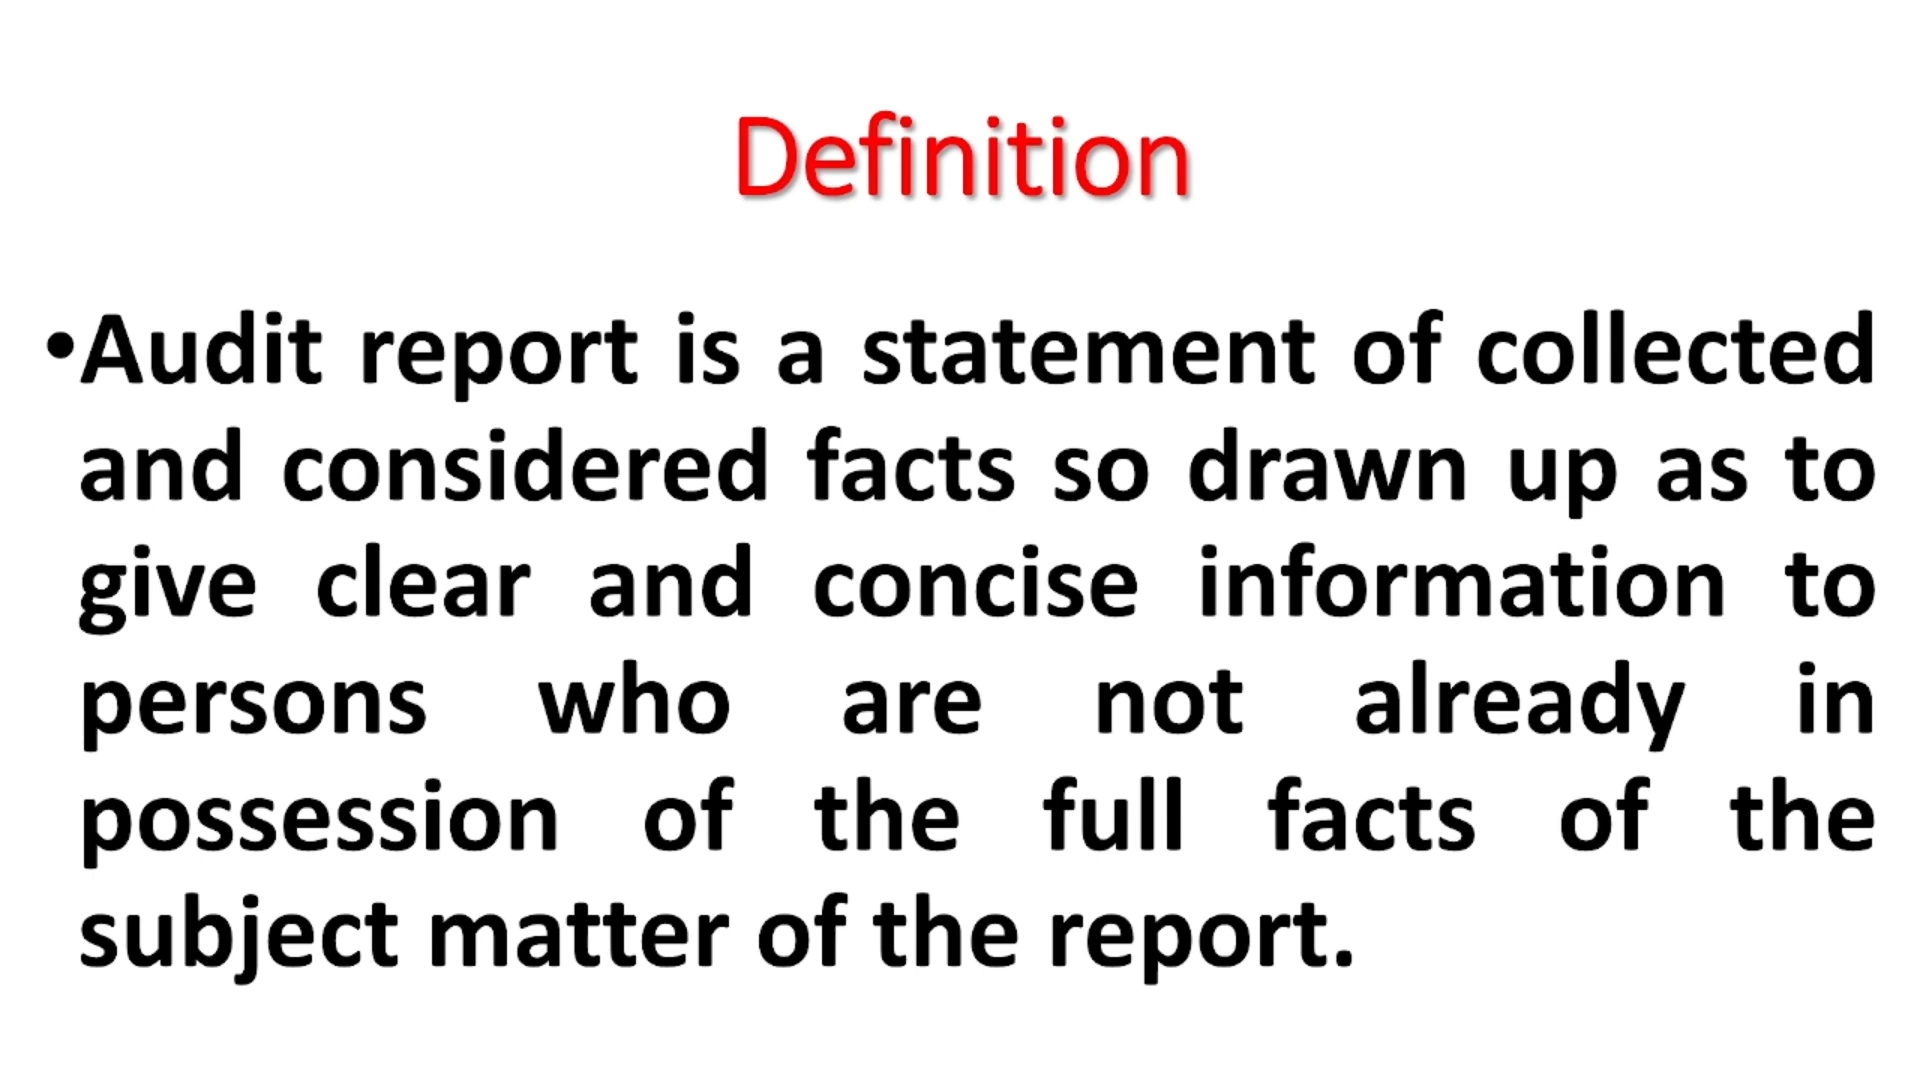 Definition
•Audit report is a statement of collected
and considered facts so drawn up as to
give clear and concise information to
persons who are not already in
possession of the full facts of the
subject matter of the report.